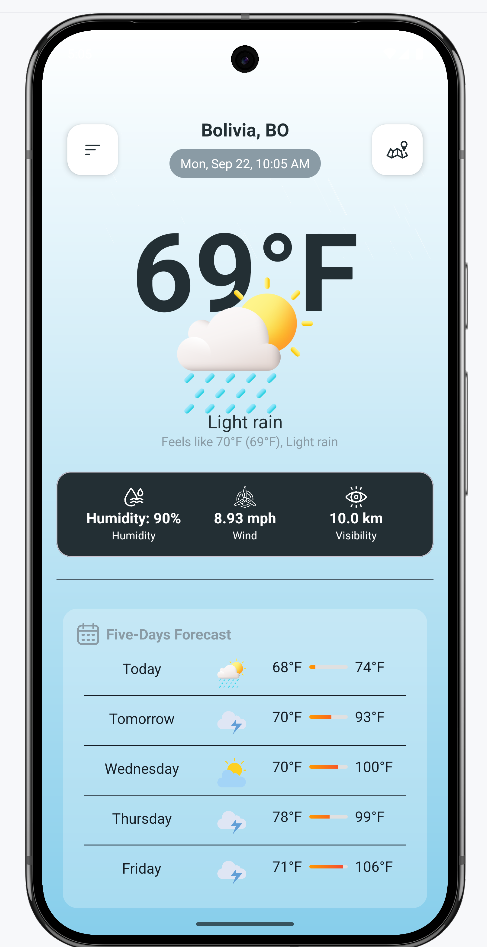 Bolivia, BO
Mon, Sep 22, 10:05 AM
69°F
Light rain
Feels like 70°F (69°F), Light rain
Humidity: 90% 8.93 mph 10.0 km
Humidity Wind Visibility
Five-Days Forecast
Today 68°F 74°F
Tomorrow 70°F 93°F
Wednesday 70°F 100°F
Thursday 78°F 99°F
Friday 71°F 106°F